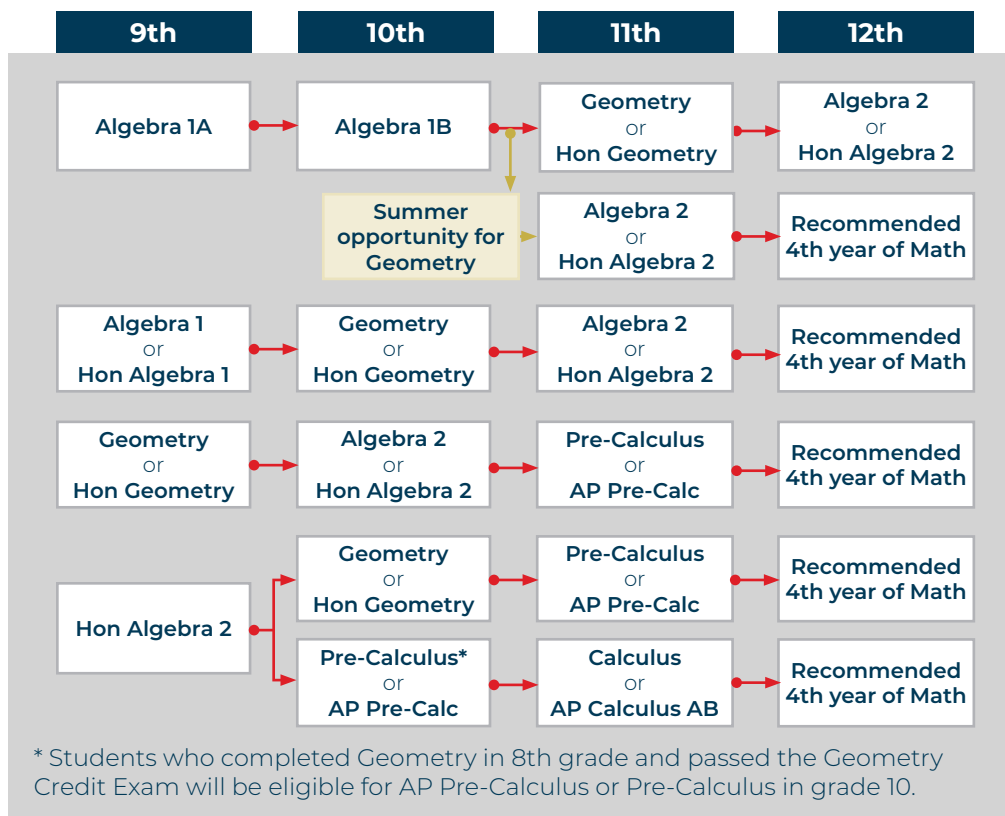 9th
10th
11th
12th
Algebra 1A
Algebra 1B
Geometry
or
Hon Geometry
Algebra 2
or
Hon Algebra 2
Summer
opportunity for
Geometry
Algebra 2
or
Hon Algebra 2
Recommended
4th year of Math
Algebra 1
or
Hon Algebra 1
Geometry
or
Hon Geometry
Algebra 2
or
Hon Algebra 2
Recommended
4th year of Math
Geometry
or
Hon Geometry
Algebra 2
or
Hon Algebra 2
Pre-Calculus
or
AP Pre-Calc
Recommended
4th year of Math
Hon Algebra 2
Geometry
or
Hon Geometry
Pre-Calculus
or
AP Pre-Calc
Recommended
4th year of Math
Pre-Calculus*
or
AP Pre-Calc
Calculus
or
AP Calculus AB
Recommended
4th year of Math
* Students who completed Geometry in 8th grade and passed the Geometry
Credit Exam will be eligible for AP Pre-Calculus or Pre-Calculus in grade 10.